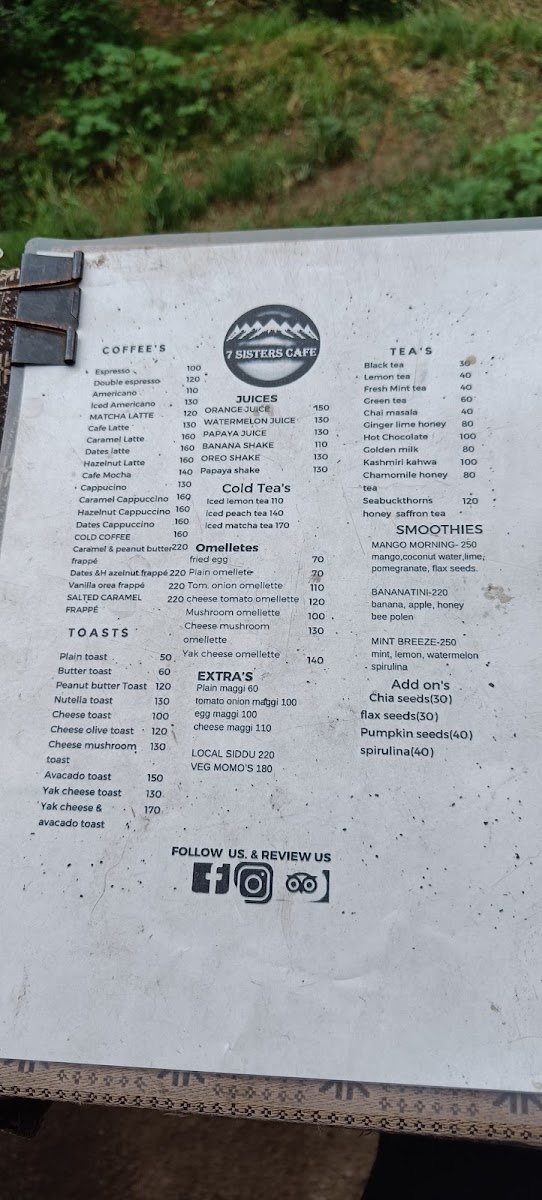 7 SISTERS CAFE
COFFEE'S
Espresso 100
Double espresso 120
Americano 110
Iced Americano 130
MATCHA LATTE 120
Cafe Latte 130
Caramel Latte 160
Dates latte 160
Hazelnut Latte 160
Cafe Mocha 140
Cappucino 130
Caramel Cappuccino 160
Hazelnut Cappuccino 160
Dates Cappuccino 160
COLD COFFEE 160
Caramel & peanut butter 220
frappé
Dates &H azelnut frappé 220
Vanilla orea frappé 220
SALTED CARAMEL 220
FRAPPÉ
TOASTS
Plain toast 50
Butter toast 60
Peanut butter Toast 120
Nutella toast 130
Cheese toast 100
Cheese olive toast 120
Cheese mushroom 130
toast
Avacado toast 150
Yak cheese toast 130
Yak cheese & 170
avacado toast
JUICES
ORANGE JUICE 150
WATERMELON JUICE 130
PAPAYA JUICE 130
BANANA SHAKE 110
OREO SHAKE 130
Papaya shake 130
Cold Tea's
Iced lemon tea 110
Iced peach tea 140
Iced matcha tea 170
Omelletes
fried egg 70
Plain omellete 70
Tom. onion omellette 110
cheese tomato omellette 120
Mushroom omellette 100
Cheese mushroom 130
omellette
Yak cheese omellette 140
EXTRA'S
Plain maggi 60
tomato onion maggi 100
egg maggi 100
cheese maggi 110
LOCAL SIDDU 220
VEG MOMO'S 180
TEA'S
Black tea 30
Lemon tea 40
Fresh Mint tea 40
Green tea 60
Chai masala 40
Ginger lime honey 80
Hot Chocolate 100
Golden milk 80
Kashmiri kahwa 100
Chamomile honey 80
tea
Seabuckthorns 120
honey saffron tea
SMOOTHIES
MANGO MORNING- 250
mango,coconut water,lime,
pomegranate, flax seeds.
BANANATINI-220
banana, apple, honey
bee polen
MINT BREEZE-250
mint, lemon, watermelon
spirulina
Add on's
Chia seeds(30)
flax seeds(30)
Pumpkin seeds(40)
spirulina(40)
FOLLOW US. & REVIEW US